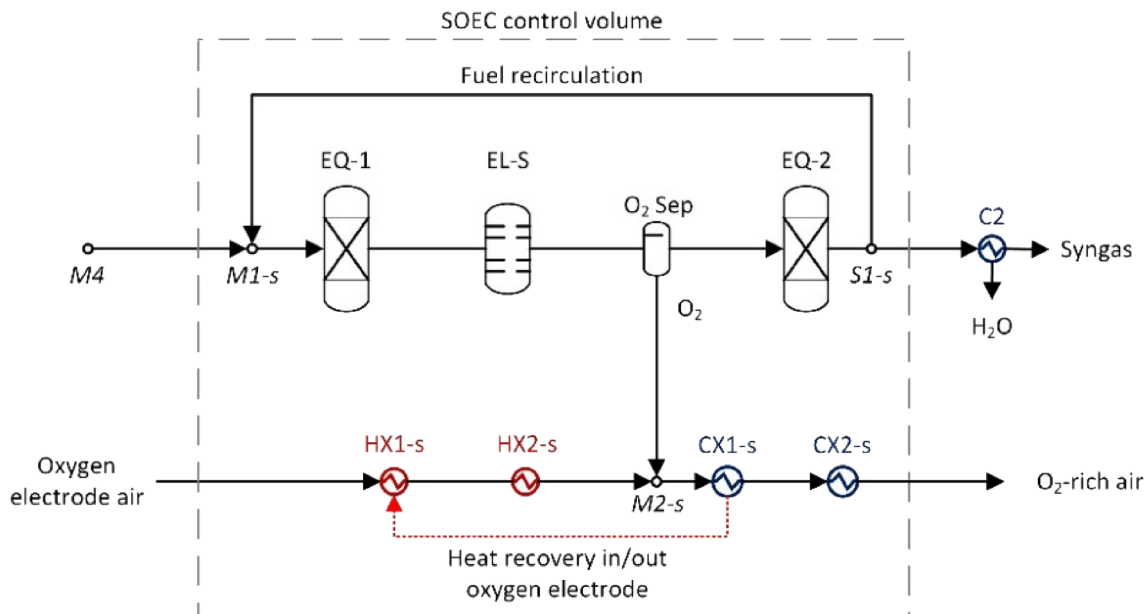 SOEC control volume
Fuel recirculation
EQ-1
EL-S
EQ-2
O₂ Sep
C2
M4
M1-s
S1-s
Syngas
O₂
H₂O
HX1-s
HX2-s
CX1-s
CX2-s
Oxygen
electrode air
M2-s
O₂-rich air
Heat recovery in/out
oxygen electrode